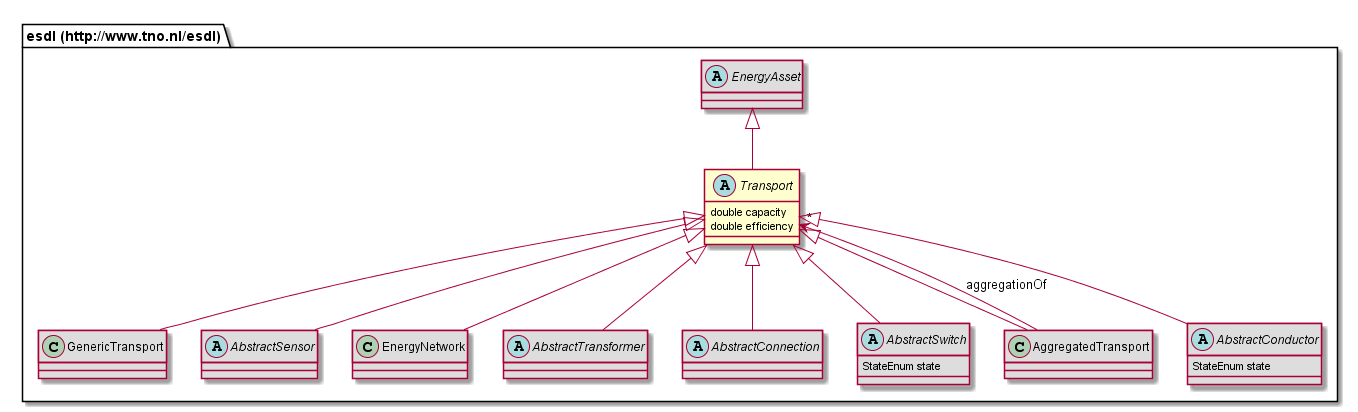 esdl (http://www.tno.nl/esdl)
A EnergyAsset
A Transport
double capacity
double efficiency
*
aggregationOf
C GenericTransport
A AbstractSensor
C EnergyNetwork
A AbstractTransformer
A AbstractConnection
A AbstractSwitch
StateEnum state
C AggregatedTransport
A AbstractConductor
StateEnum state